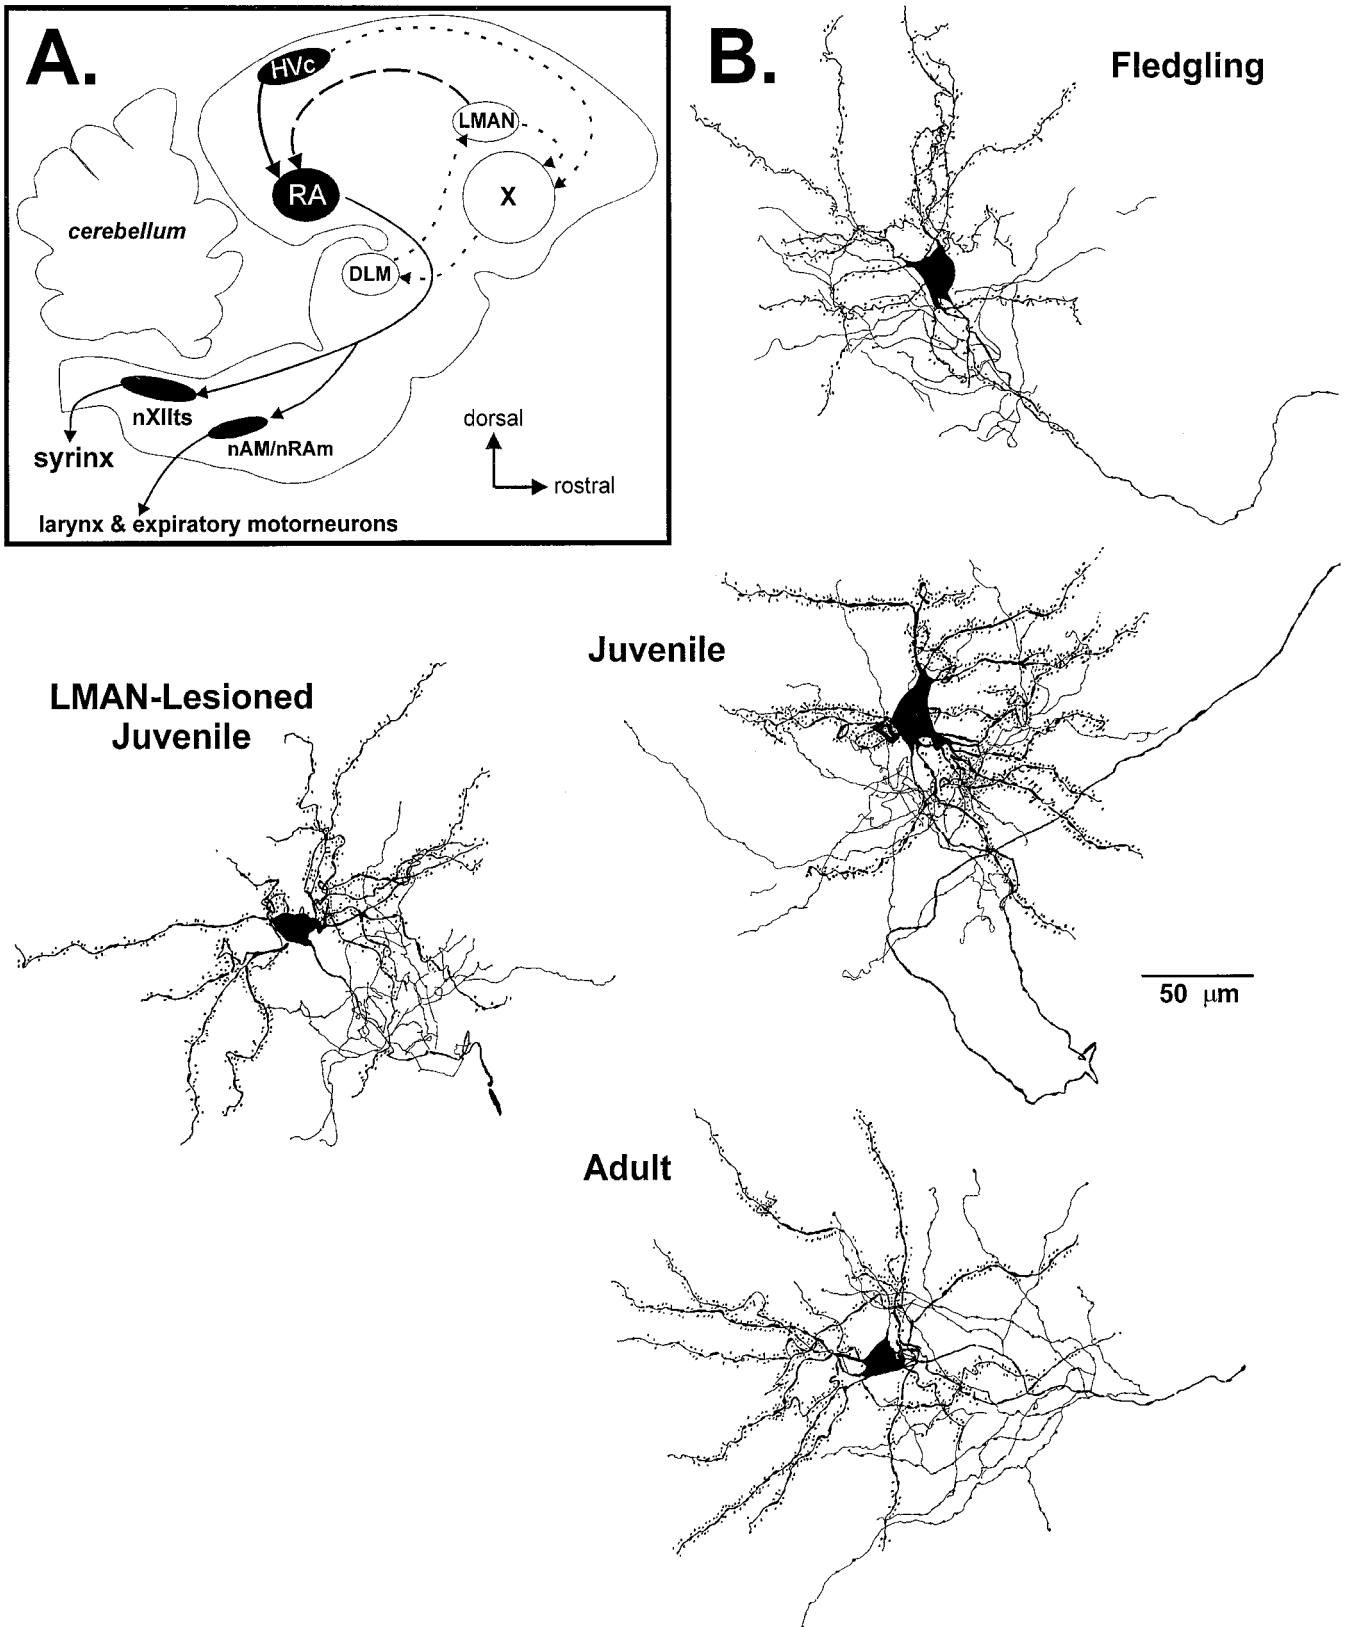 A.
HVc
LMAN
RA
X
cerebellum
DLM
nXIIts
nAM/nRAm
syrinx
larynx & expiratory motorneurons
dorsal
rostral
B.
Fledgling
Juvenile
LMAN-Lesioned
Juvenile
50 μm
Adult